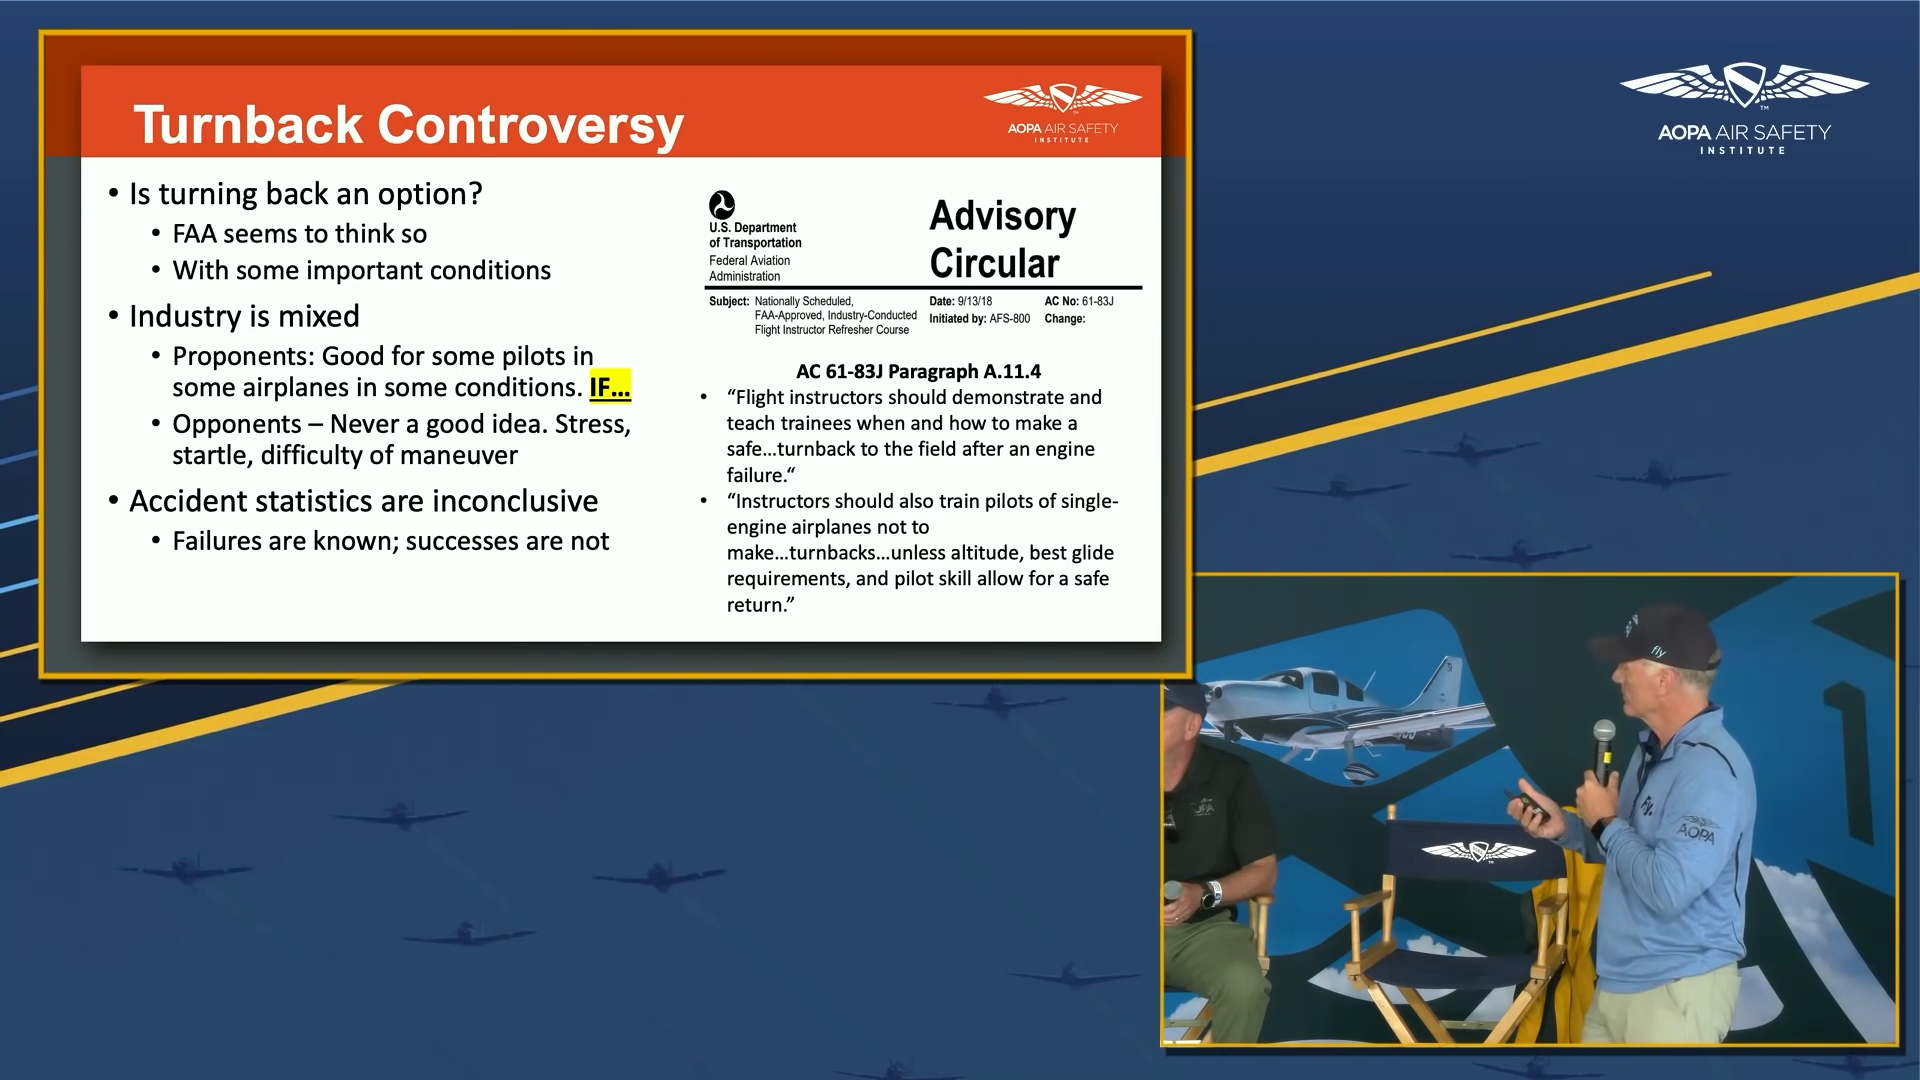 Turnback Controversy
AOPA AIR SAFETY
INSTITUTE
• Is turning back an option?
• FAA seems to think so
• With some important conditions
• Industry is mixed
• Proponents: Good for some pilots in
some airplanes in some conditions. IF...
• Opponents – Never a good idea. Stress,
startle, difficulty of maneuver
• Accident statistics are inconclusive
• Failures are known; successes are not
U.S. Department
of Transportation
Federal Aviation
Administration
Advisory
Circular
Subject: Nationally Scheduled,
FAA-Approved, Industry-Conducted
Flight Instructor Refresher Course
Date: 9/13/18
Initiated by: AFS-800
AC No: 61-83J
Change:
AC 61-83J Paragraph A.11.4
• “Flight instructors should demonstrate and
teach trainees when and how to make a
safe...turnback to the field after an engine
failure.“
• “Instructors should also train pilots of single-
engine airplanes not to
make...turnbacks...unless altitude, best glide
requirements, and pilot skill allow for a safe
return.”
TM
AOPA AIR SAFETY
INSTITUTE
fly
Fly.
AOPA
1